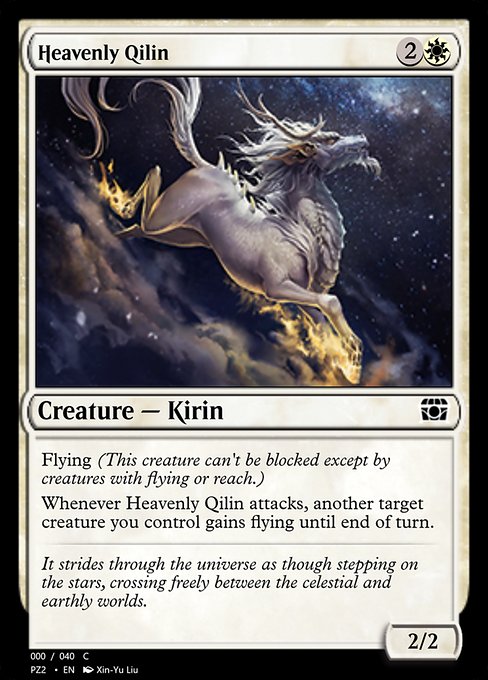 Heavenly Qilin 2
Creature — Kirin
Flying (This creature can't be blocked except by
creatures with flying or reach.)
Whenever Heavenly Qilin attacks, another target
creature you control gains flying until end of turn.
It strides through the universe as though stepping on
the stars, crossing freely between the celestial and
earthly worlds.
2/2
000 / 040 C
PZ2 • EN Xin-Yu Liu